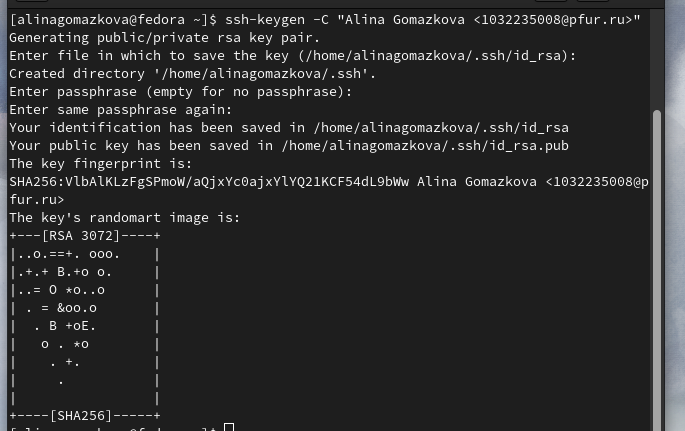 [alinagomazkova@fedora ~]$ ssh-keygen -C "Alina Gomazkova <1032235008@pfur.ru>"
Generating public/private rsa key pair.
Enter file in which to save the key (/home/alinagomazkova/.ssh/id_rsa):
Created directory '/home/alinagomazkova/.ssh'.
Enter passphrase (empty for no passphrase):
Enter same passphrase again:
Your identification has been saved in /home/alinagomazkova/.ssh/id_rsa
Your public key has been saved in /home/alinagomazkova/.ssh/id_rsa.pub
The key fingerprint is:
SHA256:VlbAlKLzFgSPmoW/aQjxYc0ajxYlYQ21KCF54dL9bWw Alina Gomazkova <1032235008@p
fur.ru>
The key's randomart image is:
+---[RSA 3072]----+
|..o.==+. ooo.    |
|.+.+ B.+o o.     |
|..= O *o..o      |
| . = &oo.o       |
|  . B +oE.       |
|   o . *o        |
|    . +.         |
|     .           |
|                 |
+----[SHA256]-----+